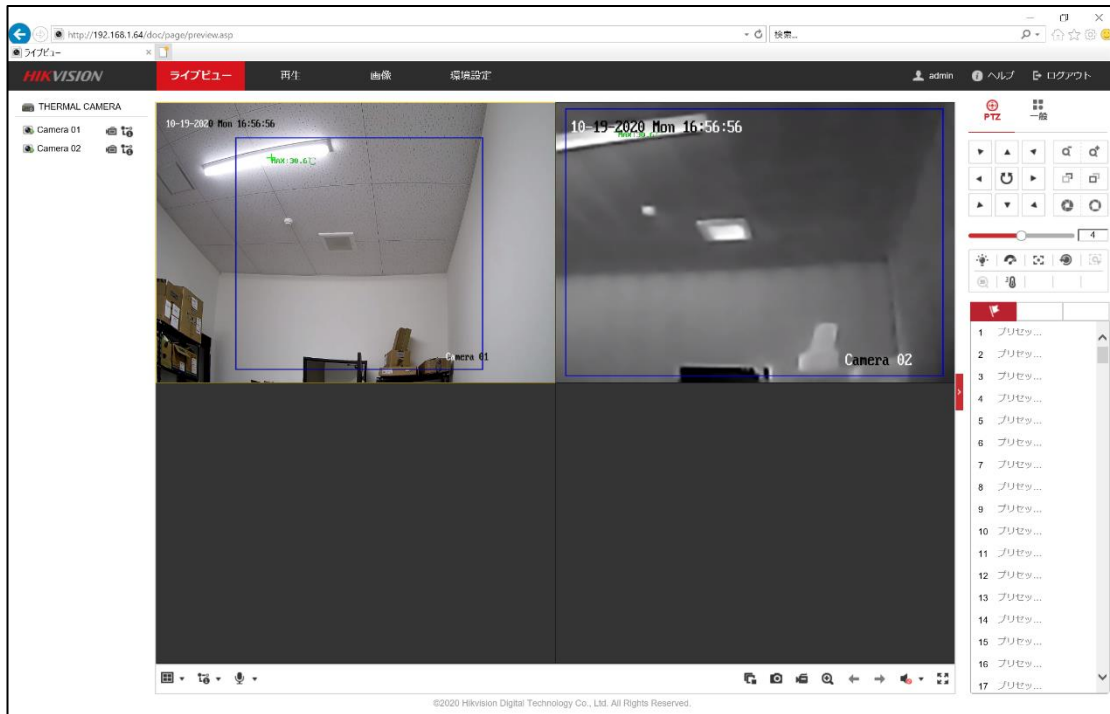 http://192.168.1.64/doc/page/preview.asp
検索...
ライブビュー
HIKVISION
ライブビュー
再生
画像
環境設定
admin
ヘルプ
ログアウト
THERMAL CAMERA
Camera 01
Camera 02
10-19-2020 Mon 16:56:56
MAX:30.6℃
Camera 01
10-19-2020 Mon 16:56:56
Camera 02
PTZ
一般
4
1 プリセッ...
2 プリセッ...
3 プリセッ...
4 プリセッ...
5 プリセッ...
6 プリセッ...
7 プリセッ...
8 プリセッ...
9 プリセッ...
10 プリセッ...
11 プリセッ...
12 プリセッ...
13 プリセッ...
14 プリセッ...
15 プリセッ...
16 プリセッ...
17 プリセッ...
©2020 Hikvision Digital Technology Co., Ltd. All Rights Reserved.